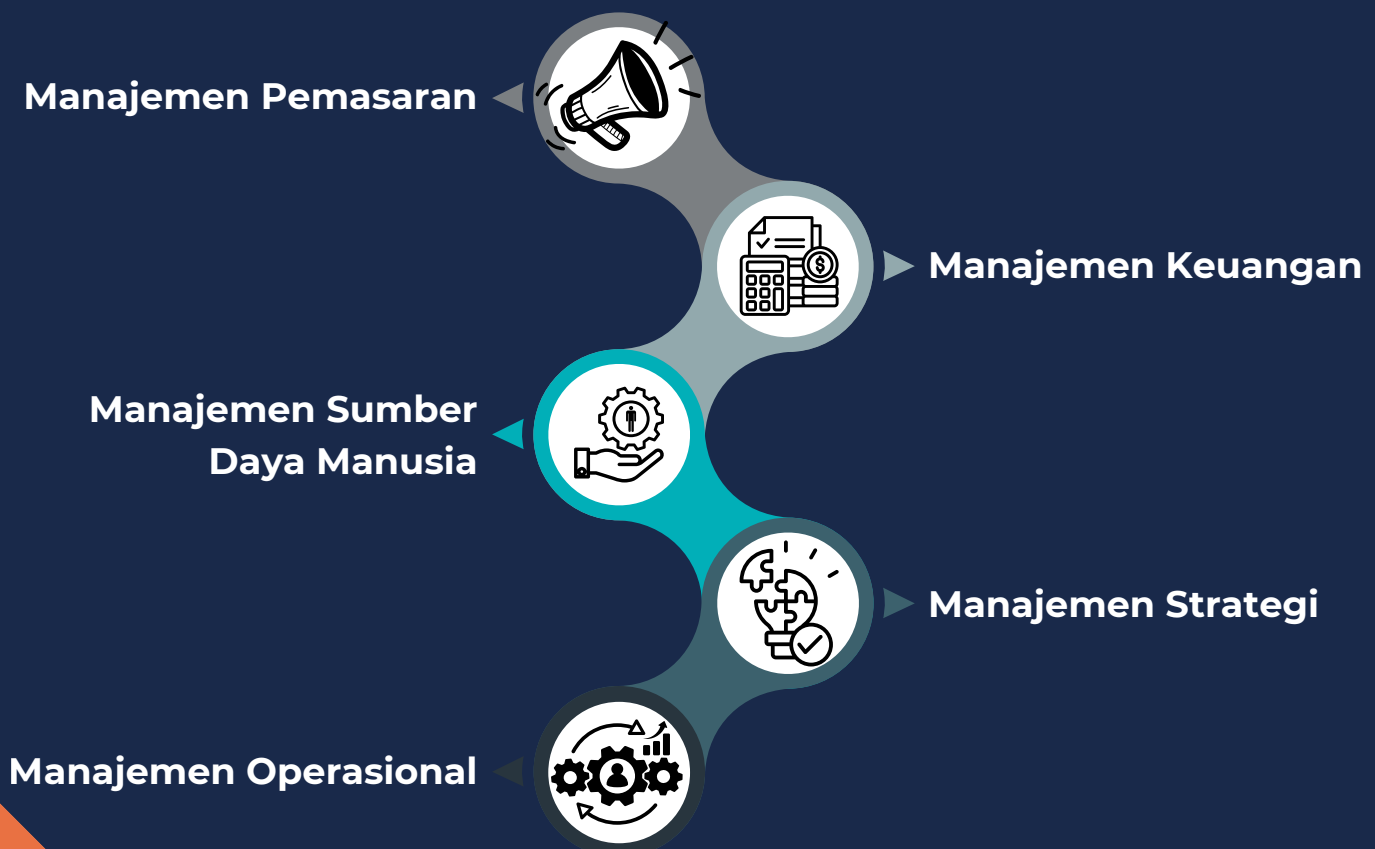 Manajemen Pemasaran
Manajemen Keuangan
Manajemen Sumber
Daya Manusia
Manajemen Strategi
Manajemen Operasional